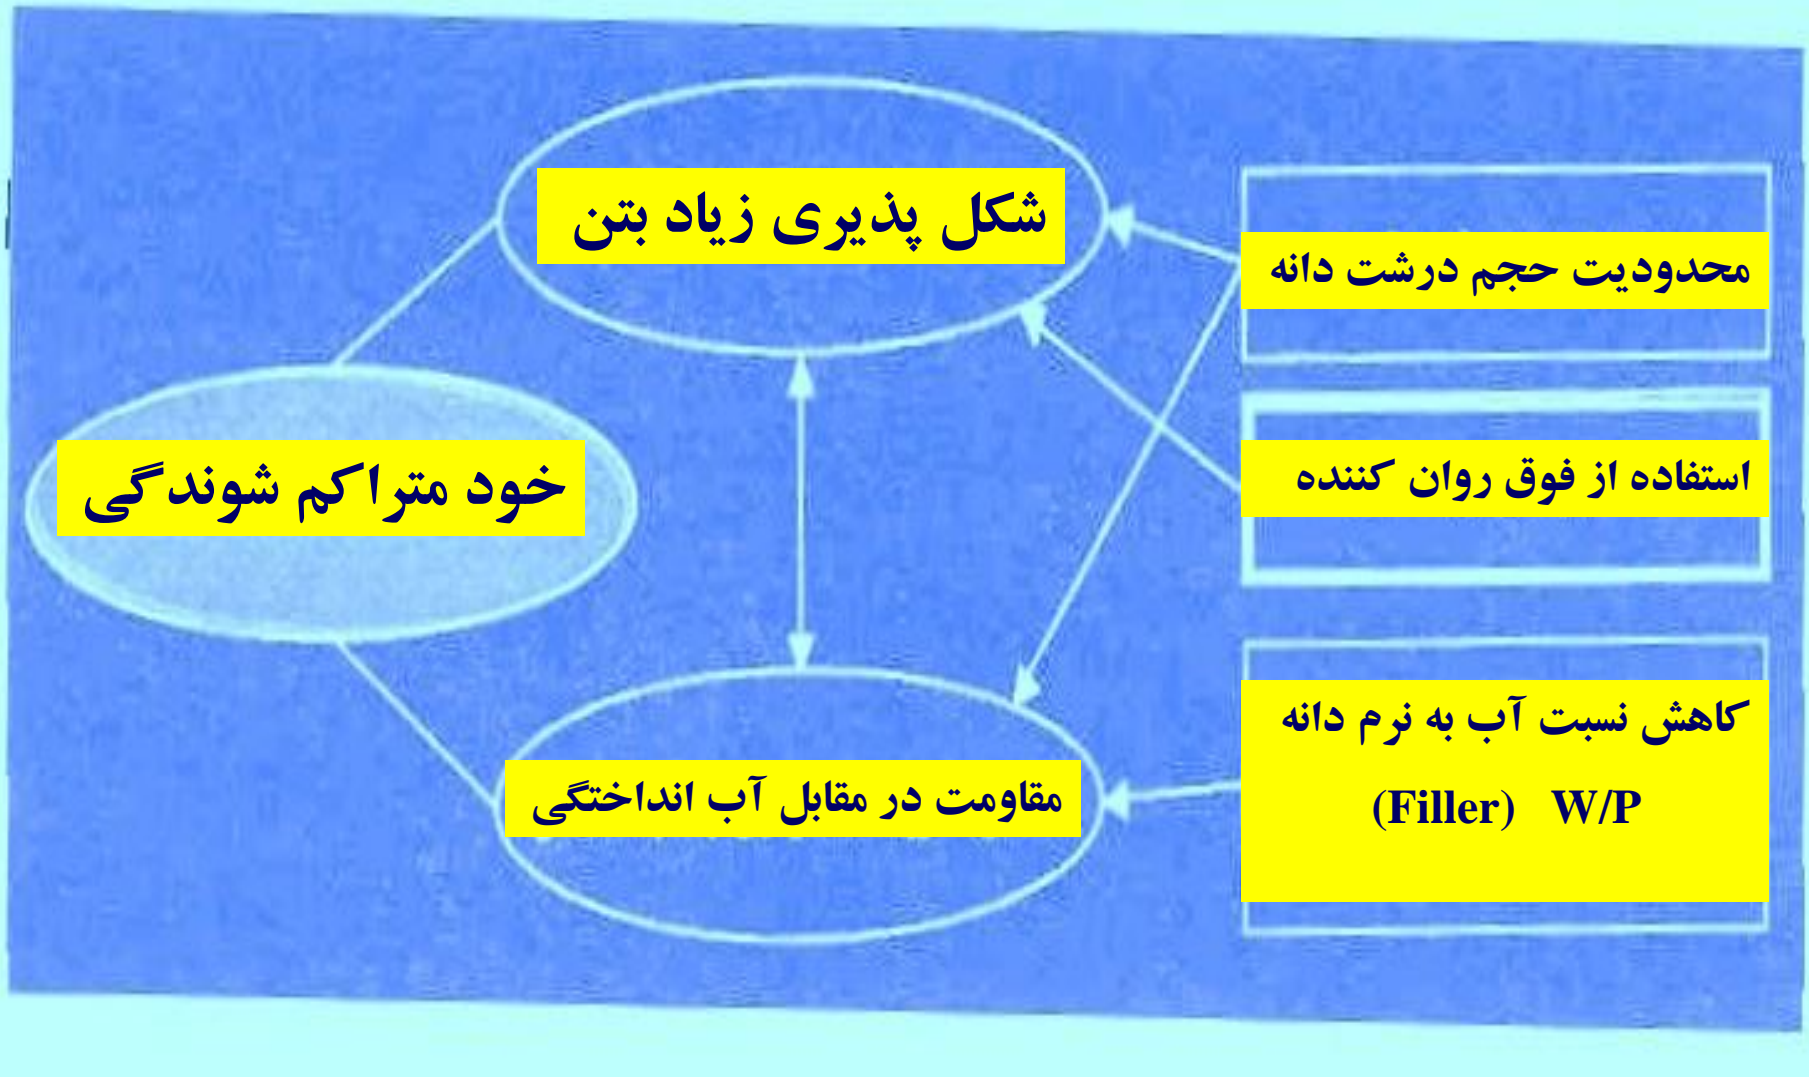 شکل پذیری زیاد بتن
محدودیت حجم درشت دانه
خود متراکم شوندگی
استفاده از فوق روان کننده
کاهش نسبت آب به نرم دانه
(Filler) W/P
مقاومت در مقابل آب انداختگی